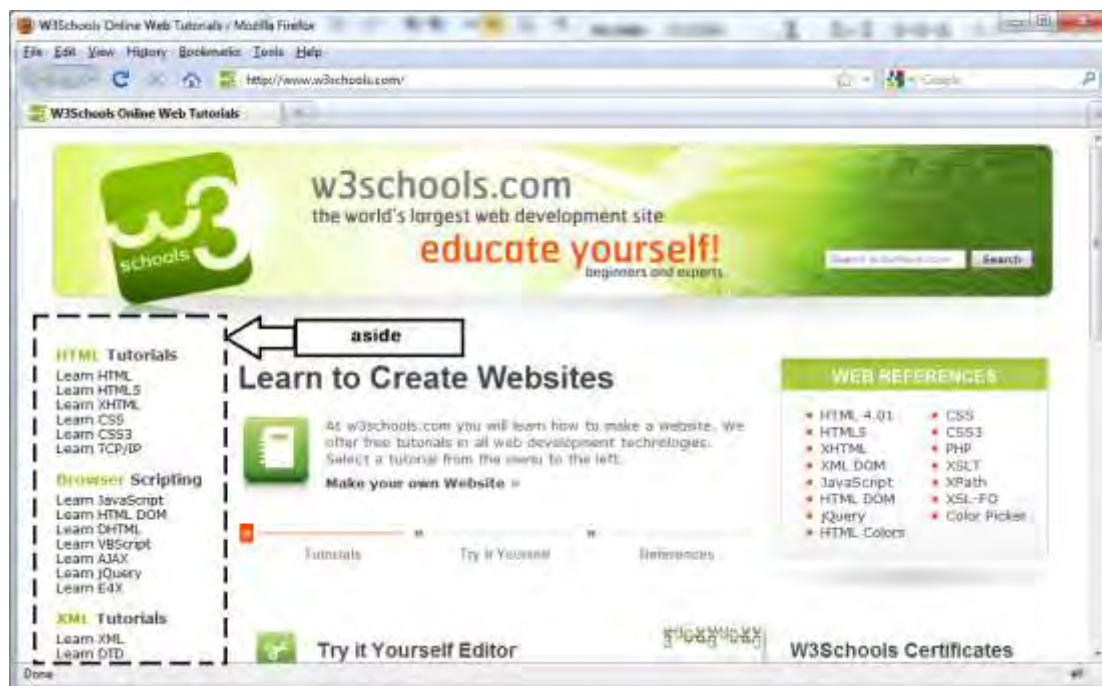 W3Schools Online Web Tutorials - Mozilla Firefox
File Edit View History Bookmarks Tools Help
http://www.w3schools.com/
Google
W3Schools Online Web Tutorials
w3 schools
w3schools.com
the world's largest web development site
educate yourself!
beginners and experts
Search
aside
HTML Tutorials
Learn HTML
Learn HTML5
Learn XHTML
Learn CSS
Learn CSS3
Learn TCP/IP
Browser Scripting
Learn JavaScript
Learn HTML DOM
Learn DHTML
Learn VBScript
Learn AJAX
Learn jQuery
Learn E4X
XML Tutorials
Learn XML
Learn DTD
Learn to Create Websites
At w3schools.com you will learn how to make a website. We
offer free tutorials in all web development technologies.
Select a tutorial from the menu to the left.
Make your own Website »
Tutorials
Try it Yourself
References
Try it Yourself Editor
WEB REFERENCES
HTML 4.01
HTML5
XHTML
XML DOM
JavaScript
HTML DOM
jQuery
HTML Colors
CSS
CSS3
PHP
XSLT
XPath
XSL-FO
Color Picker
W3Schools Certificates
Done